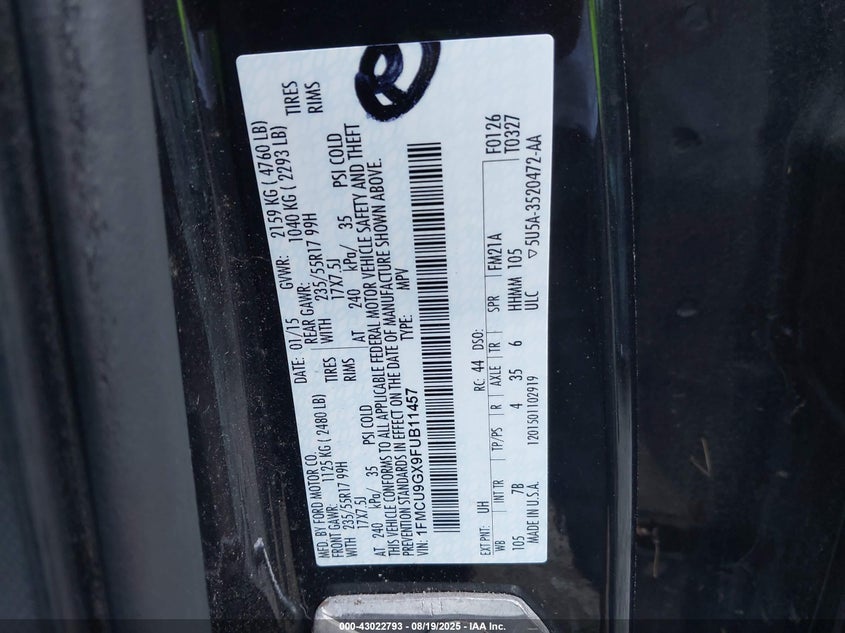 MFD. BY FORD MOTOR CO. DATE: 01/15 GVWR: 2159 KG ( 4760 LB)
FRONT GAWR: 1125 KG ( 2480 LB) REAR GAWR: 1040 KG ( 2293 LB)
WITH 235/55R17 99H TIRES WITH 235/55R17 99H TIRES
17X7.5J RIMS 17X7.5J RIMS
AT 240 kPa/ 35 PSI COLD AT 240 kPa/ 35 PSI COLD
THIS VEHICLE CONFORMS TO ALL APPLICABLE FEDERAL MOTOR VEHICLE SAFETY AND THEFT
PREVENTION STANDARDS IN EFFECT ON THE DATE OF MANUFACTURE SHOWN ABOVE.
VIN: 1FMCU9GX9FUB11457 TYPE: MPV
F0126
T0327
EXT PNT: UH RC: 44 DSO: FM21A
WB INT TR TP/PS R AXLE TR SPR
105 7B 4 35 6 HHMM 105
MADE IN U.S.A. 1201501102919 ULC ▽5U5A-3520472-AA
000-43022793 - 08/19/2025 - IAA Inc.